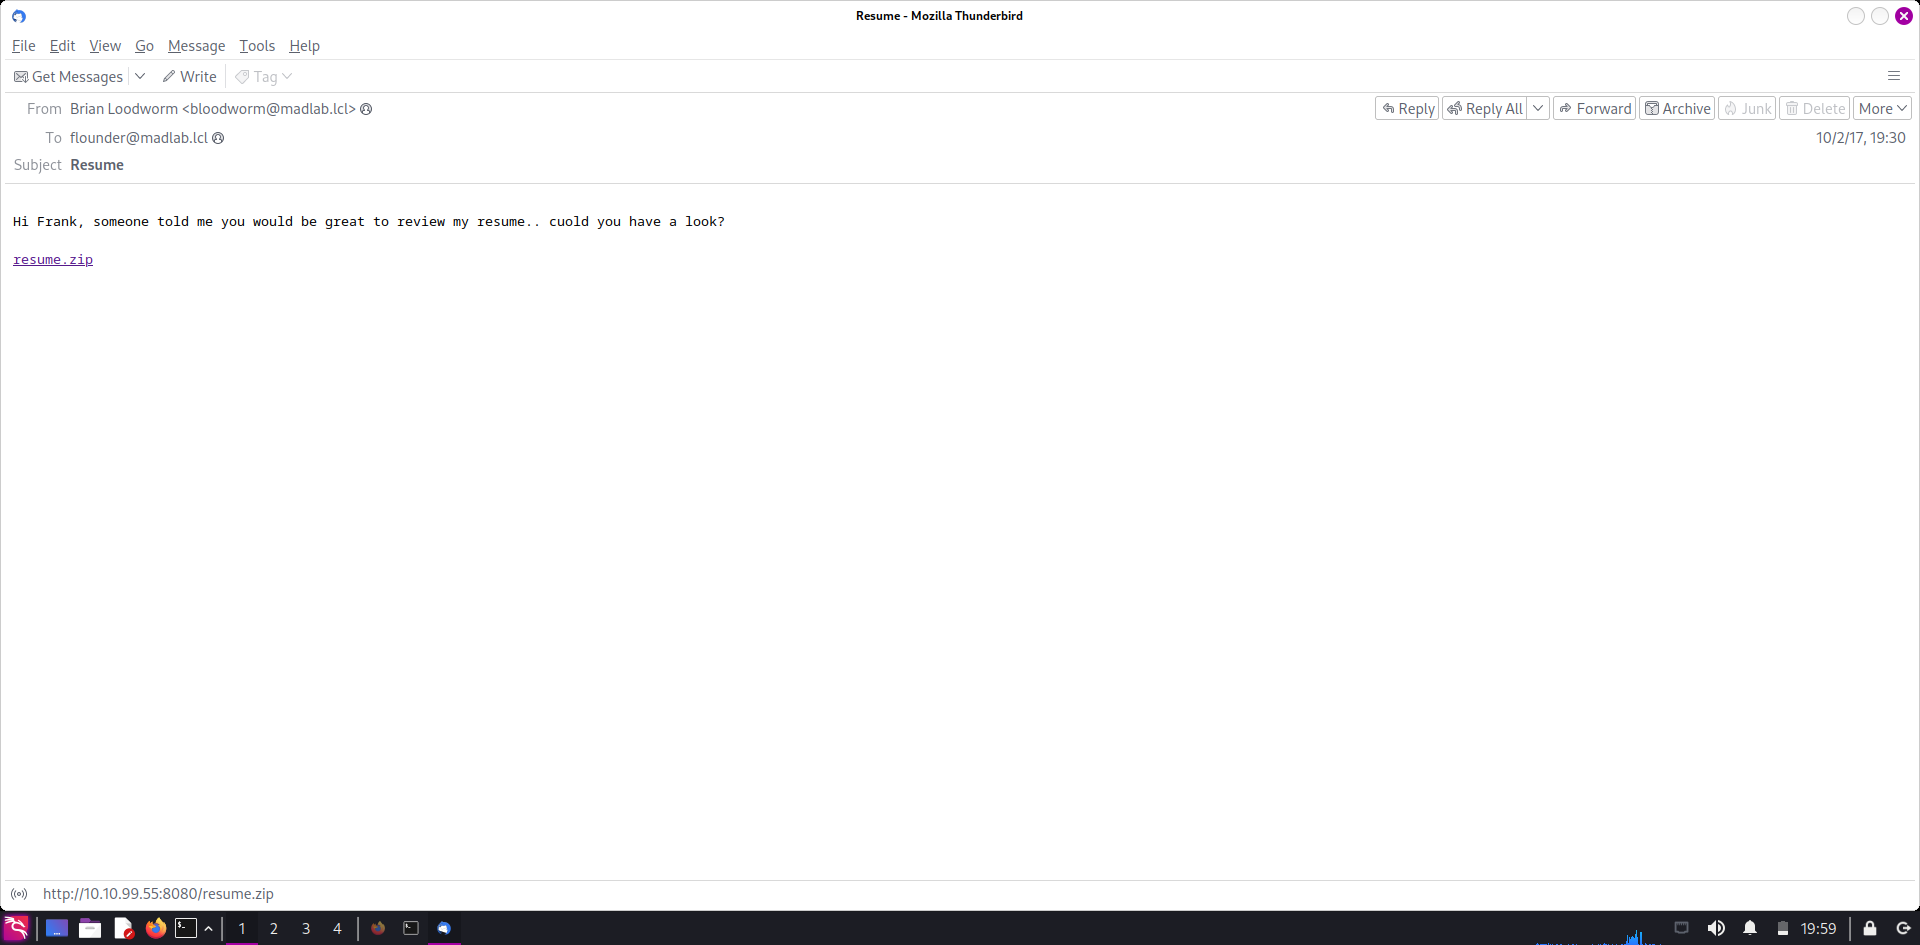 Resume - Mozilla Thunderbird
File Edit View Go Message Tools Help
Get Messages Write Tag
From Brian Loodworm <bloodworm@madlab.lcl> Reply Reply All Forward Archive Junk Delete More
To flounder@madlab.lcl 10/2/17, 19:30
Subject Resume
Hi Frank, someone told me you would be great to review my resume.. cuold you have a look?
resume.zip
http://10.10.99.55:8080/resume.zip
1 2 3 4 19:59